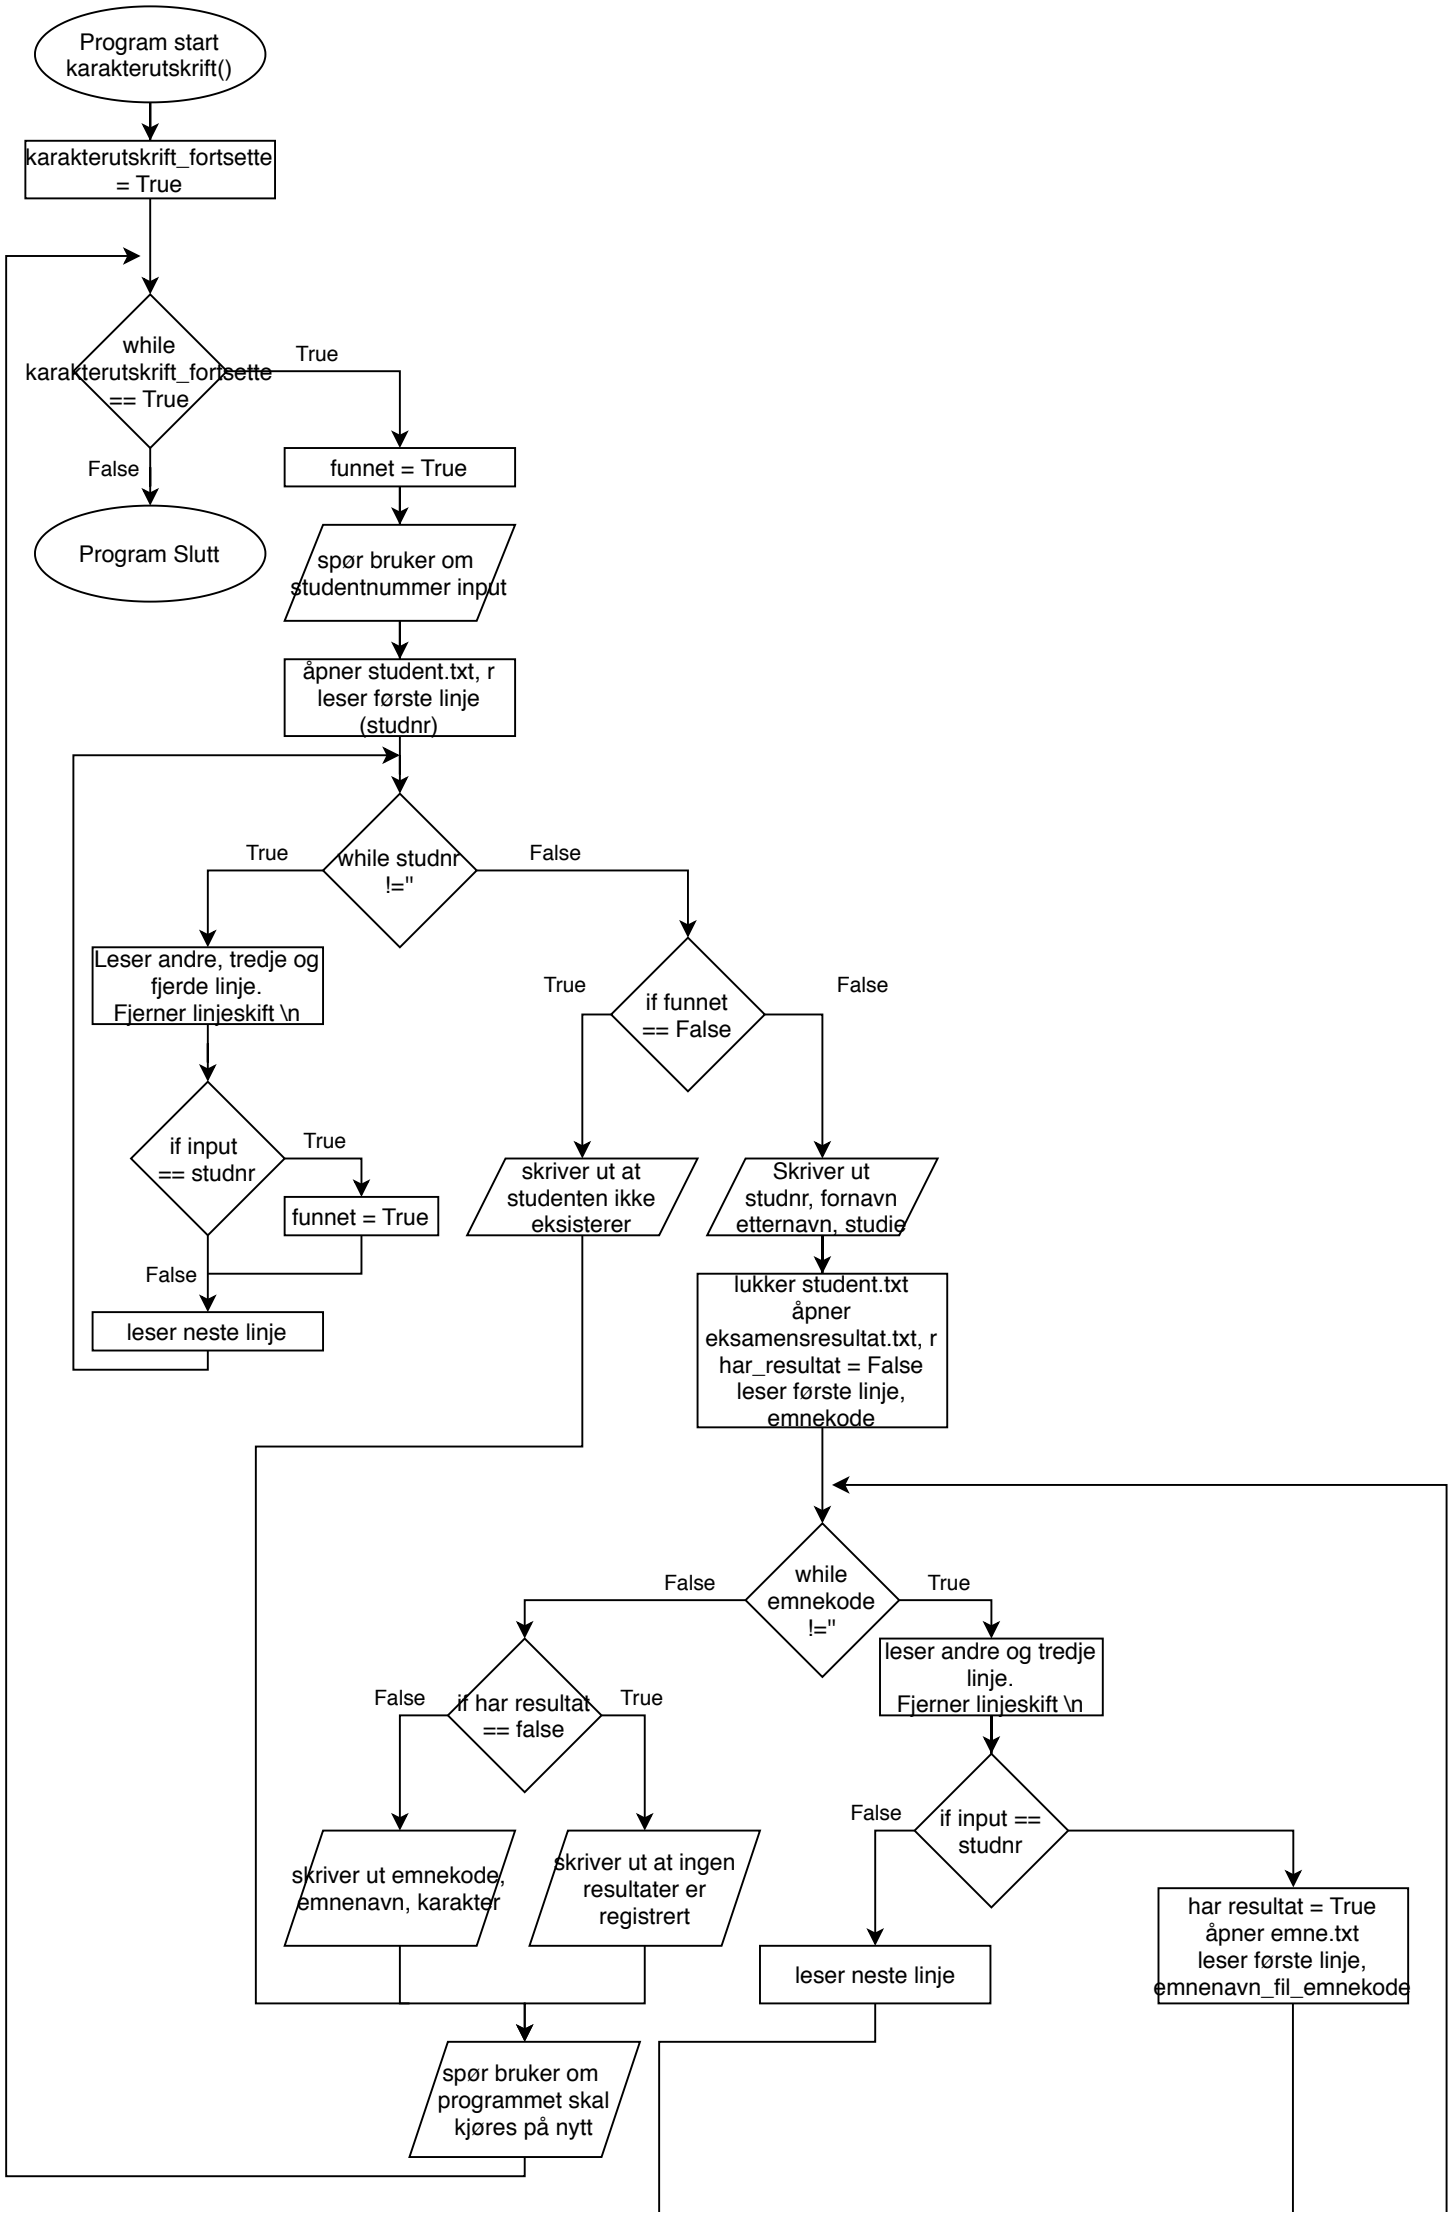 Program start
karakterutskrift()
karakterutskrift_fortsette
= True
while
karakterutskrift_fortsette
== True
True
False
Program Slutt
funnet = True
spør bruker om
studentnummer input
åpner student.txt, r
leser første linje
(studnr)
while studnr
!=''
True
False
Leser andre, tredje og
fjerde linje.
Fjerner linjeskift \n
if input
== studnr
True
funnet = True
False
leser neste linje
if funnet
== False
True
False
skriver ut at
studenten ikke
eksisterer
Skriver ut
studnr, fornavn
etternavn, studie
lukker student.txt
åpner
eksamensresultat.txt, r
har_resultat = False
leser første linje,
emnekode
while
emnekode
!=''
False
True
if har resultat
== false
False
True
skriver ut emnekode,
emnenavn, karakter
skriver ut at ingen
resultater er
registrert
spør bruker om
programmet skal
kjøres på nytt
leser andre og tredje
linje.
Fjerner linjeskift \n
if input ==
studnr
False
leser neste linje
har resultat = True
åpner emne.txt
leser første linje,
emnenavn_fil_emnekode